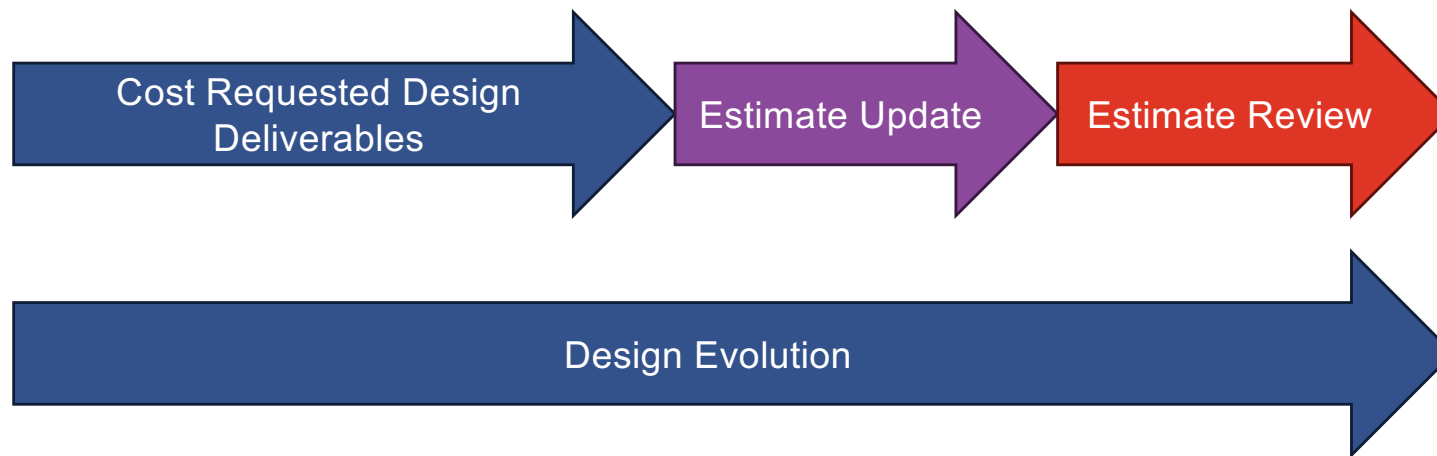 Cost Requested Design
Deliverables
Estimate Update
Estimate Review
Design Evolution